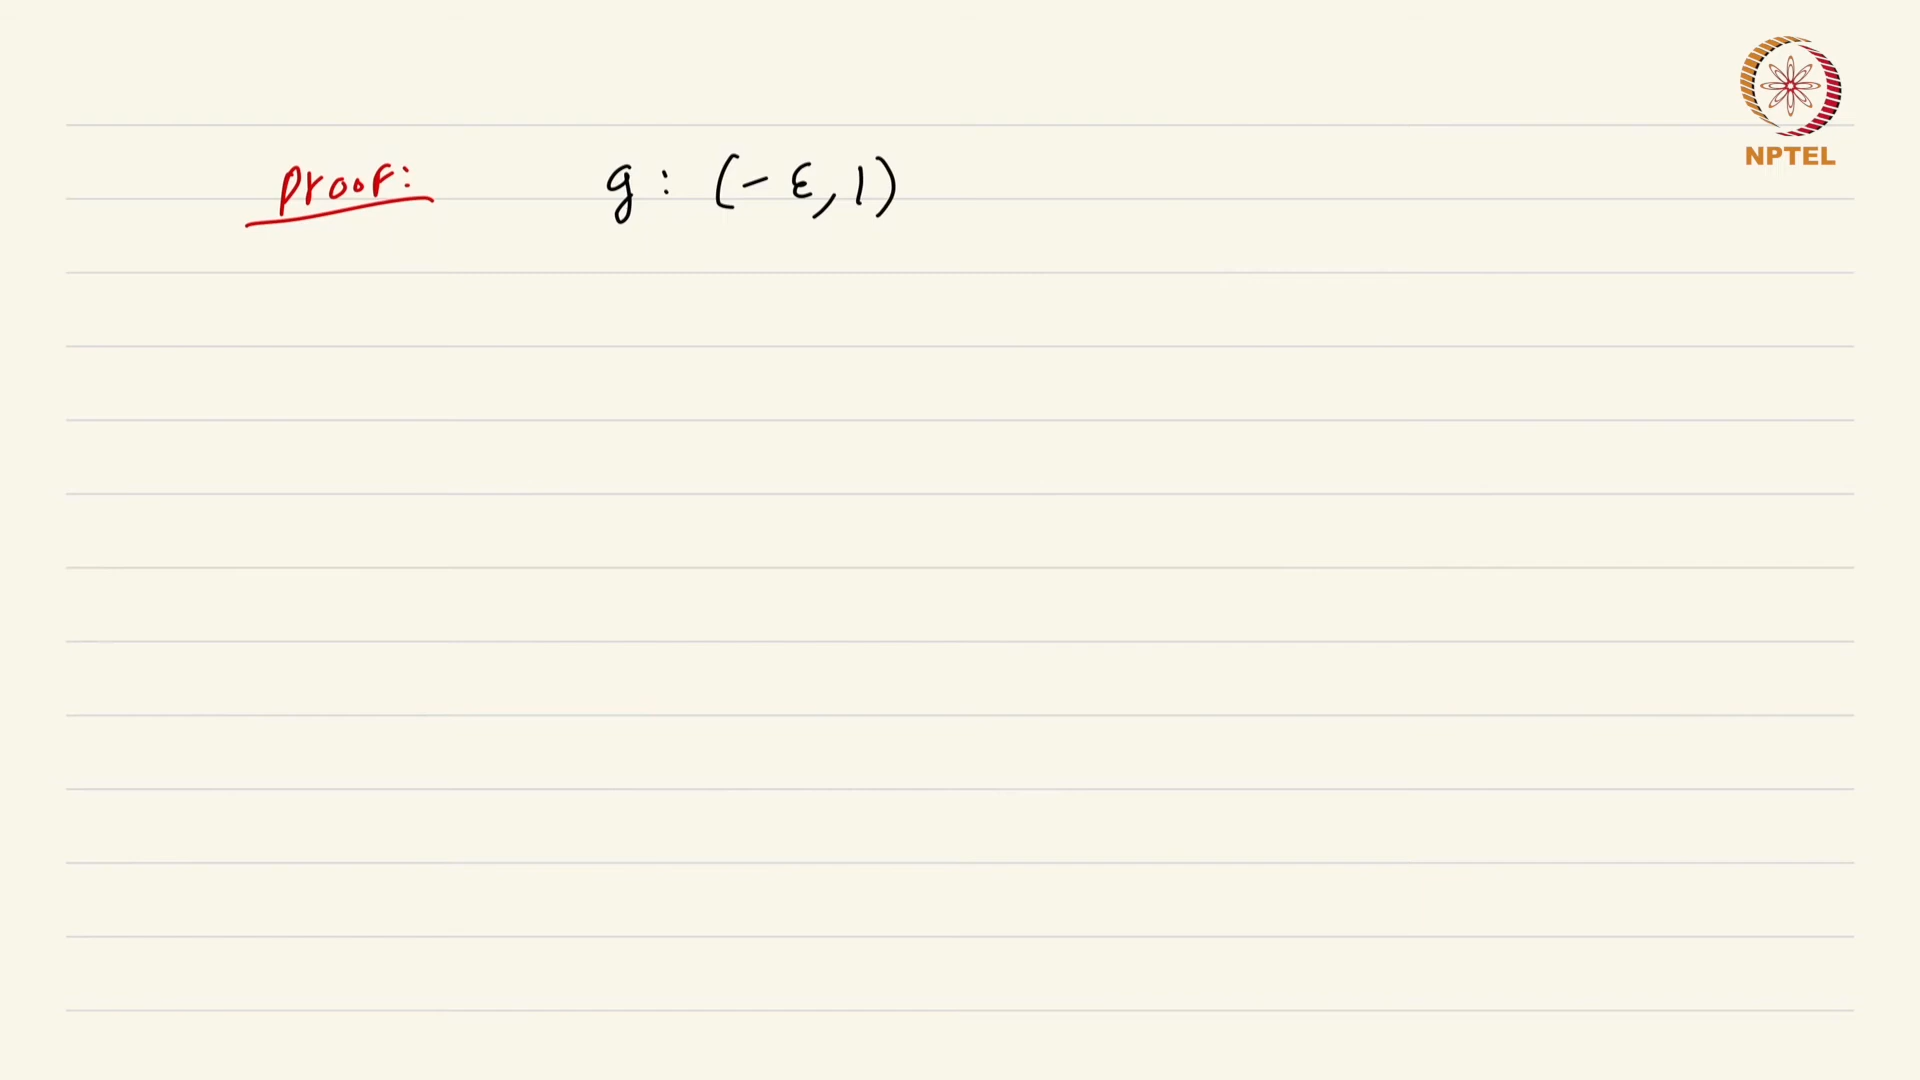 Proof: g : (- ε, 1)
NPTEL